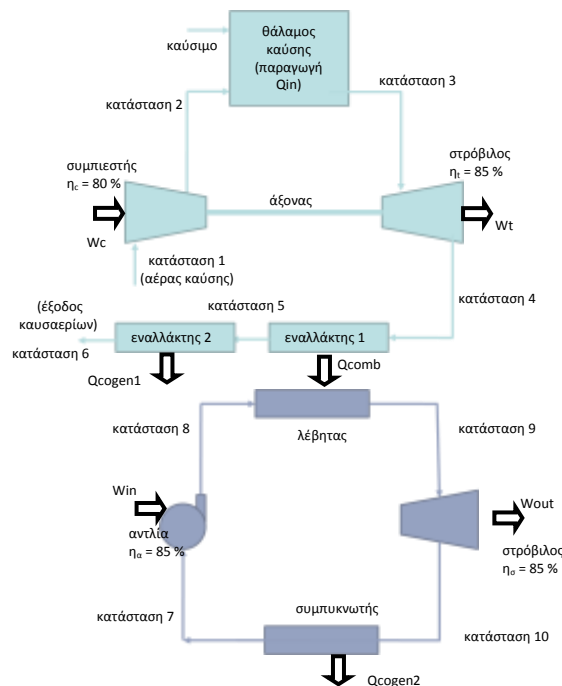 καύσιμο
θάλαμος
καύσης
(παραγωγή
Qin)
κατάσταση 2
κατάσταση 3
συμπιεστής
ηc = 80 %
στρόβιλος
ηt = 85 %
άξονας
Wc
Wt
κατάσταση 1
(αέρας καύσης)
κατάσταση 4
κατάσταση 5
(έξοδος
καυσαερίων)
κατάσταση 6
εναλλάκτης 2
εναλλάκτης 1
Qcogen1
Qcomb
κατάσταση 8
λέβητας
κατάσταση 9
Win
Wout
αντλία
ηα = 85 %
στρόβιλος
ησ = 85 %
κατάσταση 7
συμπυκνωτής
κατάσταση 10
Qcogen2